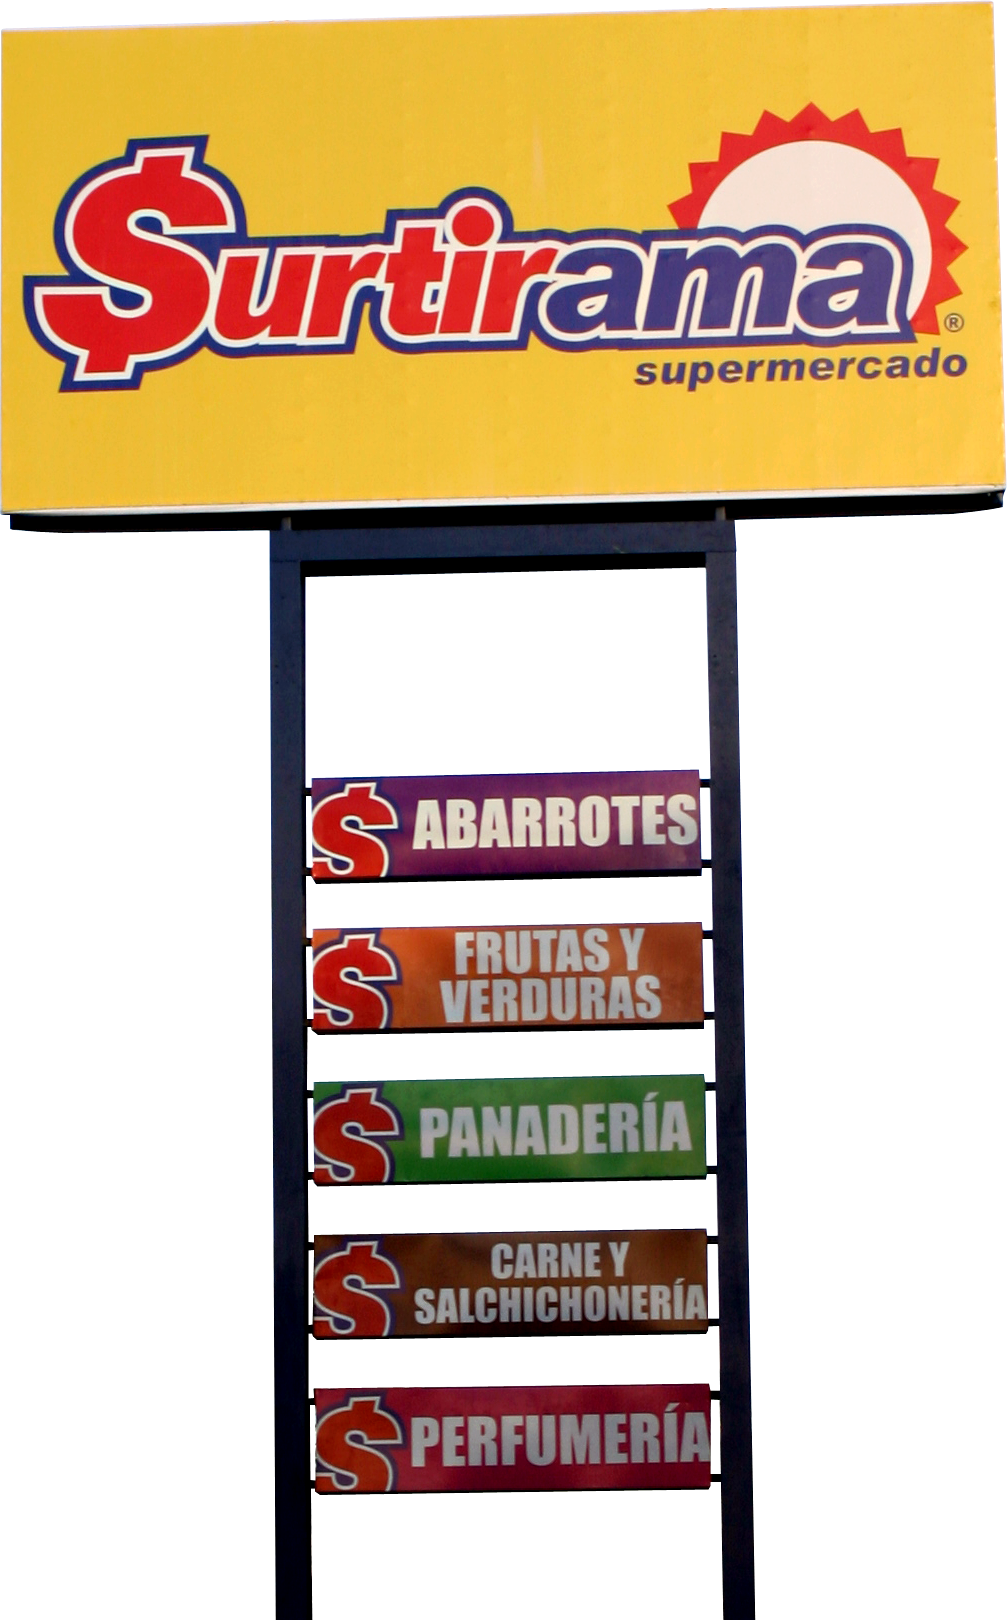 $urtirama
®
supermercado
$ ABARROTES
$ FRUTAS Y
VERDURAS
$ PANADERÍA
$ CARNE Y
SALCHICHONERÍA
$ PERFUMERÍA